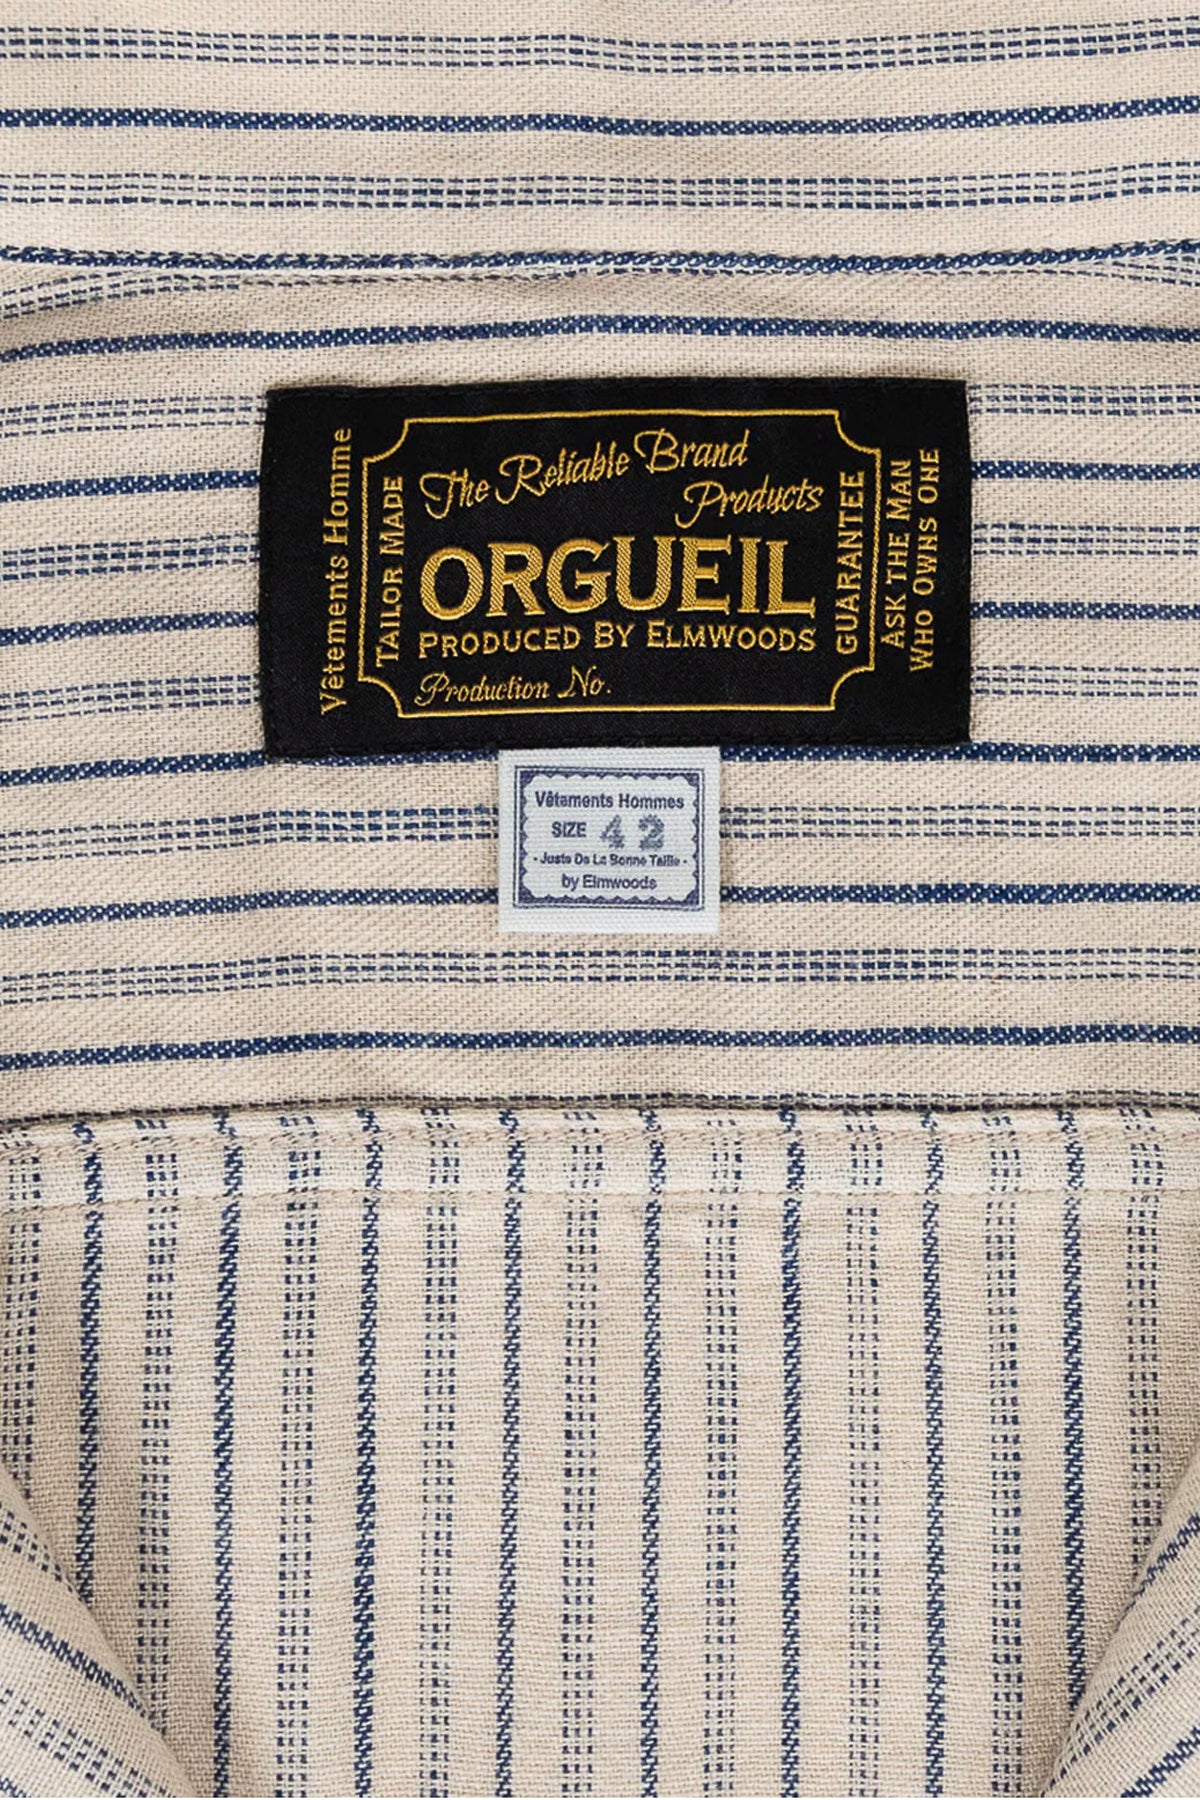 Vêtements Homme
TAILOR MADE
The Reliable Brand
Products
ORGUEIL
PRODUCED BY ELMWOODS
Production No.
GUARANTEE
ASK THE MAN
WHO OWNS ONE
Vêtaments Hommes
SIZE 42
- Juste De La Bonne Taille -
by Elmwoods